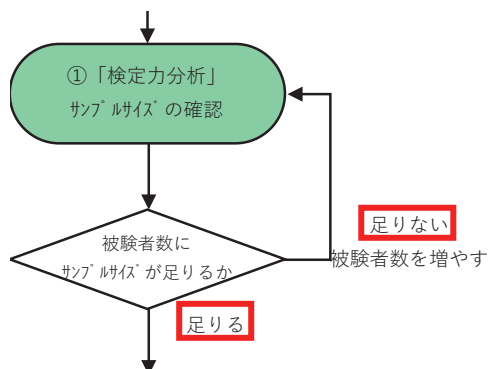 ①「検定力分析」
ｻﾝﾌﾟﾙｻｲｽﾞの確認
足りない
被験者数に
ｻﾝﾌﾟﾙｻｲｽﾞが足りるか
被験者数を増やす
足りる